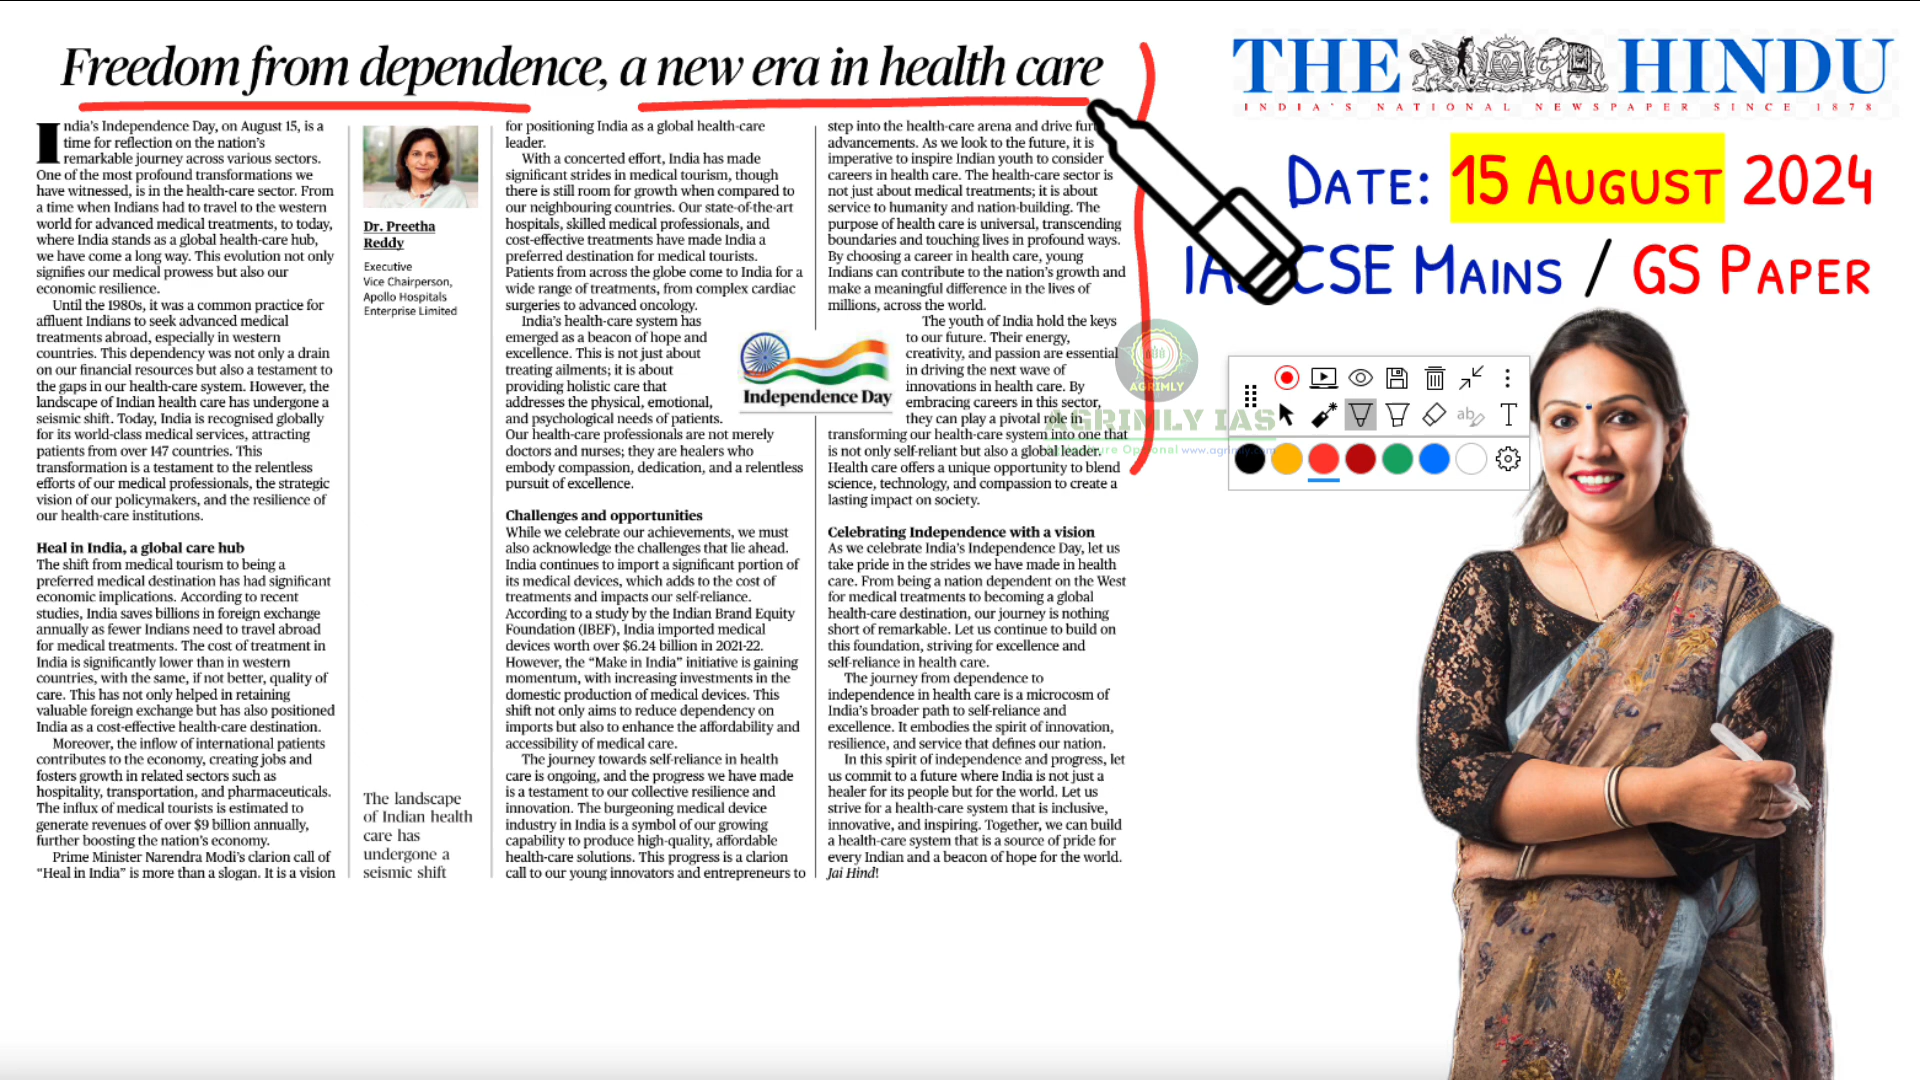 Freedom from dependence, a new era in health care
India's Independence Day, on August 15, is a
time for reflection on the nation's
remarkable journey across various sectors.
One of the most profound transformations we
have witnessed, is in the health-care sector. From
a time when Indians had to travel to the western
world for advanced medical treatments, to today,
where India stands as a global health-care hub,
we have come a long way. This evolution not only
signifies our medical prowess but also our
economic resilience.
Until the 1980s, it was a common practice for
affluent Indians to seek advanced medical
treatments abroad, especially in western
countries. This dependency was not only a drain
on our financial resources but also a testament to
the gaps in our health-care system. However, the
landscape of Indian health care has undergone a
seismic shift. Today, India is recognised globally
for its world-class medical services, attracting
patients from over 147 countries. This
transformation is a testament to the relentless
efforts of our medical professionals, the strategic
vision of our policymakers, and the resilience of
our health-care institutions.
Heal in India, a global care hub
The shift from medical tourism to being a
preferred medical destination has had significant
economic implications. According to recent
studies, India saves billions in foreign exchange
annually as fewer Indians need to travel abroad
for medical treatments. The cost of treatment in
India is significantly lower than in western
countries, with the same, if not better, quality of
care. This has not only helped in retaining
valuable foreign exchange but has also positioned
India as a cost-effective health-care destination.
Moreover, the inflow of international patients
contributes to the economy, creating jobs and
fosters growth in related sectors such as
hospitality, transportation, and pharmaceuticals.
The influx of medical tourists is estimated to
generate revenues of over $9 billion annually,
further boosting the nation's economy.
Prime Minister Narendra Modi's clarion call of
"Heal in India" is more than a slogan. It is a vision
Dr. Preetha
Reddy
Executive
Vice Chairperson,
Apollo Hospitals
Enterprise Limited
The landscape
of Indian health
care has
undergone a
seismic shift
for positioning India as a global health-care
leader.
With a concerted effort, India has made
significant strides in medical tourism, though
there is still room for growth when compared to
our neighbouring countries. Our state-of-the-art
hospitals, skilled medical professionals, and
cost-effective treatments have made India a
preferred destination for medical tourists.
Patients from across the globe come to India for a
wide range of treatments, from complex cardiac
surgeries to advanced oncology.
India's health-care system has
emerged as a beacon of hope and
excellence. This is not just about
treating ailments; it is about
providing holistic care that
addresses the physical, emotional,
and psychological needs of patients.
Our health-care professionals are not merely
doctors and nurses; they are healers who
embody compassion, dedication, and a relentless
pursuit of excellence.
Challenges and opportunities
While we celebrate our achievements, we must
also acknowledge the challenges that lie ahead.
India continues to import a significant portion of
its medical devices, which adds to the cost of
treatments and impacts our self-reliance.
According to a study by the Indian Brand Equity
Foundation (IBEF), India imported medical
devices worth over $6.24 billion in 2021-22.
However, the "Make in India" initiative is gaining
momentum, with increasing investments in the
domestic production of medical devices. This
shift not only aims to reduce dependency on
imports but also to enhance the affordability and
accessibility of medical care.
The journey towards self-reliance in health
care is ongoing, and the progress we have made
is a testament to our collective resilience and
innovation. The burgeoning medical device
industry in India is a symbol of our growing
capability to produce high-quality, affordable
health-care solutions. This progress is a clarion
call to our young innovators and entrepreneurs to
Independence Day
step into the health-care arena and drive
advancements. As we look to the future, it is
imperative to inspire Indian youth to consider
careers in health care. The health-care sector is
not just about medical treatments; it is about
service to humanity and nation-building. The
purpose of health care is universal, transcending
boundaries and touching lives in profound ways.
By choosing a career in health care, young
Indians can contribute to the nation's growth and
make a meaningful difference in the lives of
millions, across the world.
The youth of India hold the keys
to our future. Their energy,
creativity, and passion are essential
in driving the next wave of
innovations in health care. By
embracing careers in this sector,
they can play a pivotal role in
transforming our health-care system into one that
is not only self-reliant but also a global leader.
Health care offers a unique opportunity to blend
science, technology, and compassion to create a
lasting impact on society.
Celebrating Independence with a vision
As we celebrate India's Independence Day, let us
take pride in the strides we have made in health
care. From being a nation dependent on the West
for medical treatments to becoming a global
health-care destination, our journey is nothing
short of remarkable. Let us continue to build on
this foundation, striving for excellence and
self-reliance in health care.
The journey from dependence to
independence in health care is a microcosm of
India's broader path to self-reliance and
excellence. It embodies the spirit of innovation,
resilience, and service that defines our nation.
In this spirit of independence and progress, let
us commit to a future where India is not just a
healer for its people but for the world. Let us
strive for a health-care system that is inclusive,
innovative, and inspiring. Together, we can build
a health-care system that is a source of pride for
every Indian and a beacon of hope for the world.
Jai Hind!
THE HINDU
INDIA'S NATIONAL NEWSPAPER SINCE 1878
DATE: 15 AUGUST 2024
CSE MAINS / GS PAPER
AGRIMLY
AGRIMLY IAS
Optional www.agrimly
ab
T